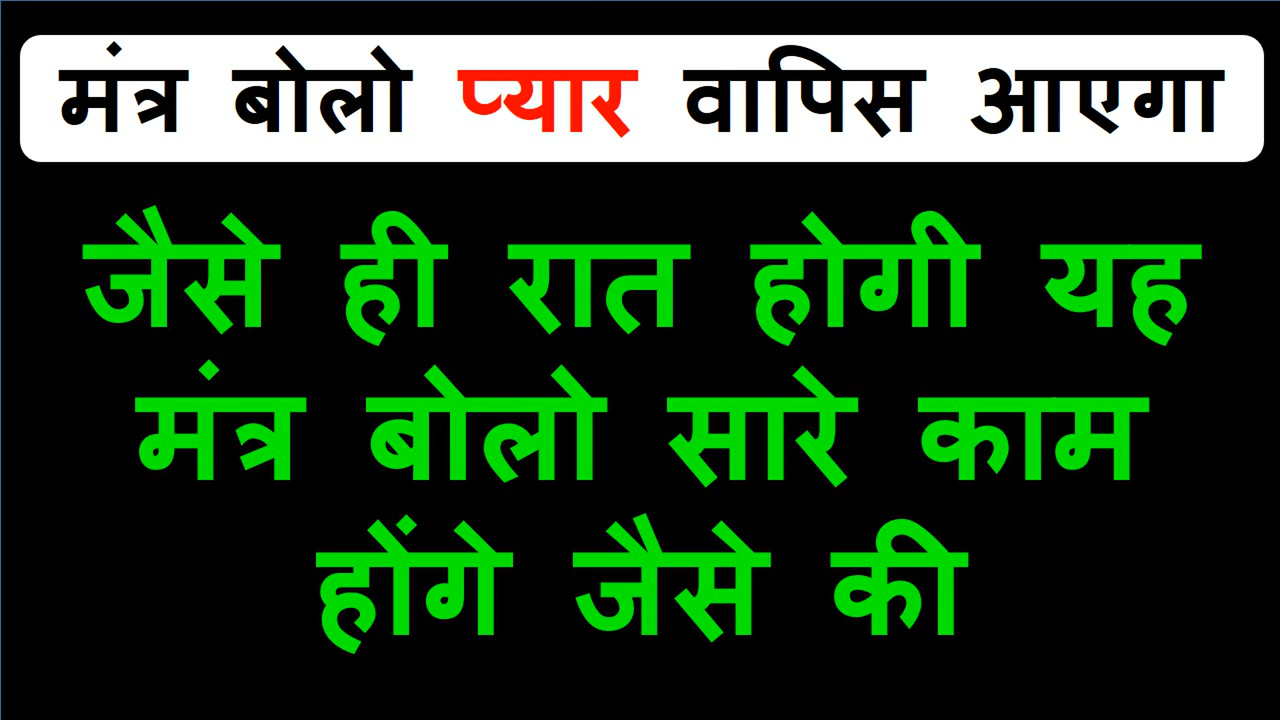 मंत्र बोलो प्यार वापिस आएगा
जैसे ही रात होगी यह
मंत्र बोलो सारे काम
होंगे जैसे की